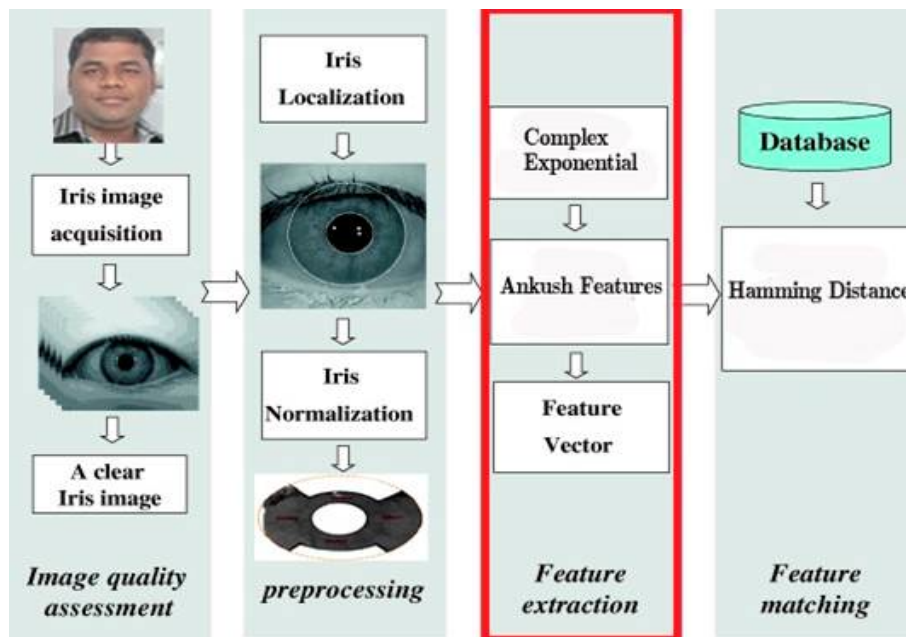 Iris image
acquisition
A clear
Iris image
Image quality
assessment
Iris
Localization
Iris
Normalization
preprocessing
Complex
Exponential
Ankush Features
Feature
Vector
Feature
extraction
Database
Hamming Distance
Feature
matching